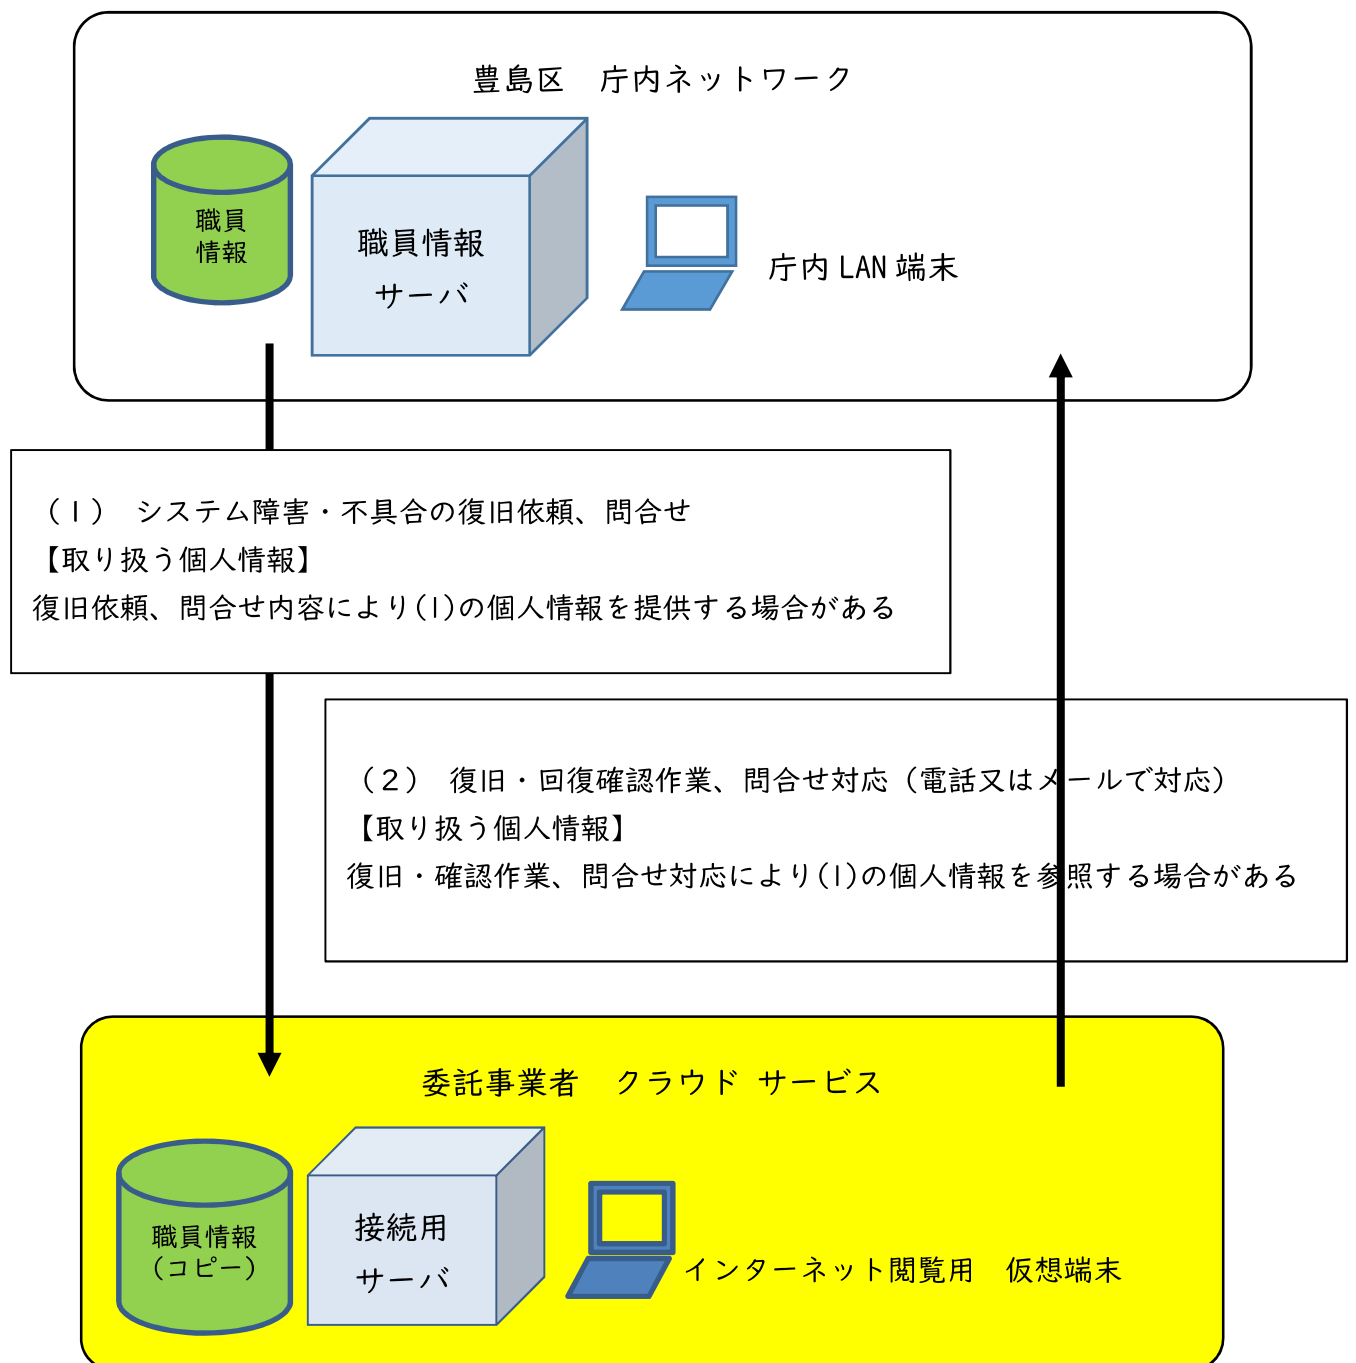 豊島区　庁内ネットワーク
職員
情報
職員情報
サーバ
庁内 LAN 端末
（１）　システム障害・不具合の復旧依頼、問合せ
【取り扱う個人情報】
復旧依頼、問合せ内容により(1)の個人情報を提供する場合がある
（２）　復旧・回復確認作業、問合せ対応（電話又はメールで対応）
【取り扱う個人情報】
復旧・確認作業、問合せ対応により(1)の個人情報を参照する場合がある
委託事業者　クラウド サービス
職員情報
（コピー）
接続用
サーバ
インターネット閲覧用　仮想端末